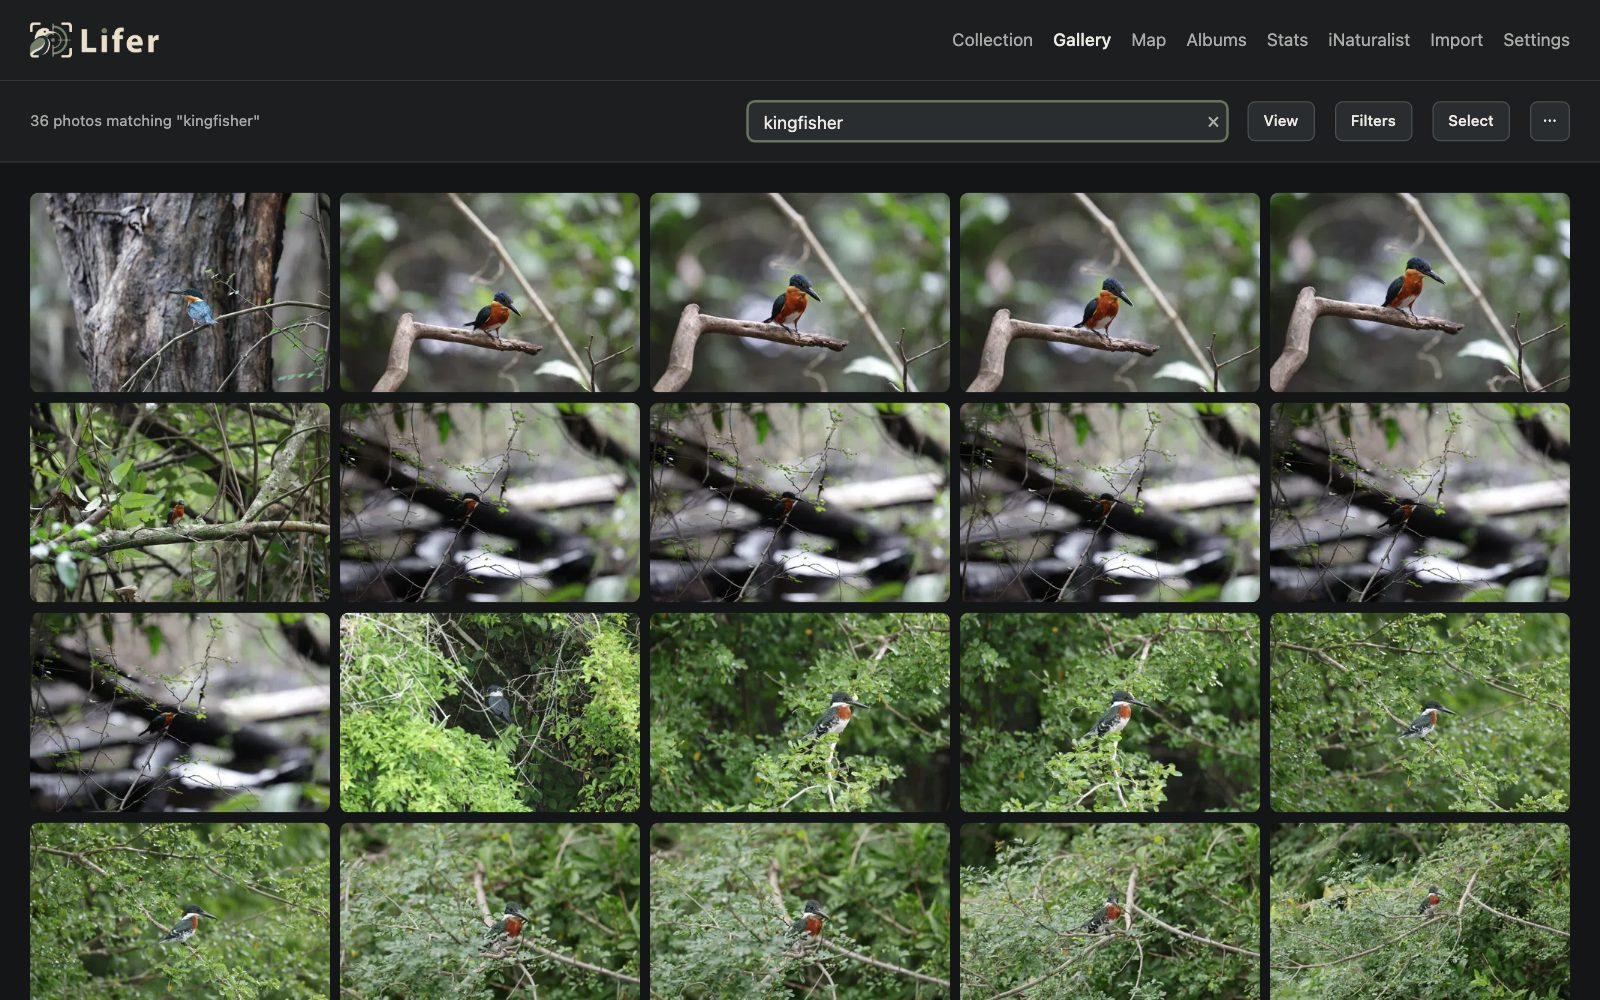 Lifer
Collection Gallery Map Albums Stats iNaturalist Import Settings
36 photos matching "kingfisher"
kingfisher ×
View Filters Select ...